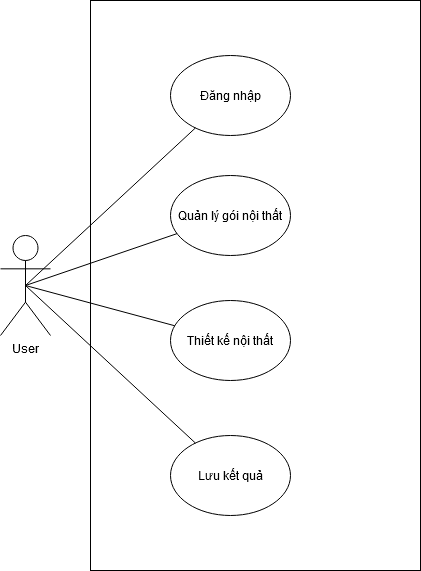 Đăng nhập
Quản lý gói nội thất
Thiết kế nội thất
User
Lưu kết quả